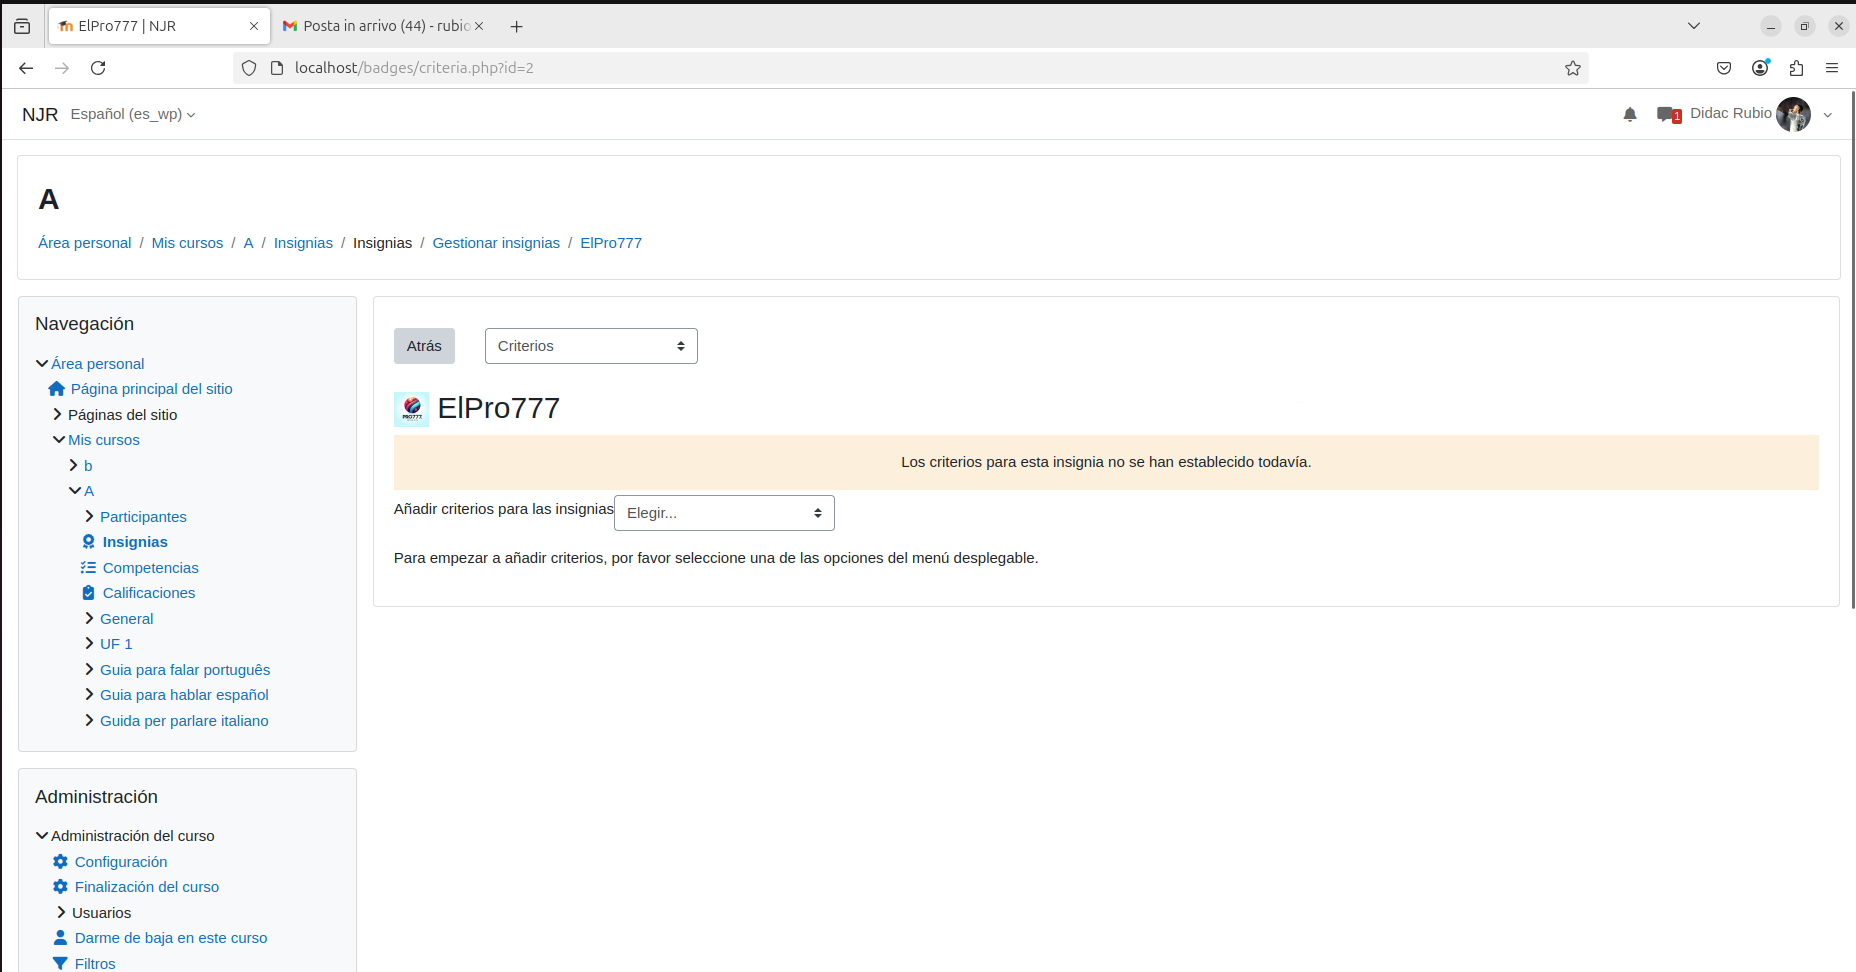 ElPro777 | NJR
Posta in arrivo (44) - rubio
localhost/badges/criteria.php?id=2
NJR
Español (es_wp)
1
Didac Rubio
A
Área personal / Mis cursos / A / Insignias / Insignias / Gestionar insignias / ElPro777
Navegación
Área personal
Página principal del sitio
Páginas del sitio
Mis cursos
b
A
Participantes
Insignias
Competencias
Calificaciones
General
UF 1
Guia para falar português
Guia para hablar español
Guida per parlare italiano
Administración
Administración del curso
Configuración
Finalización del curso
Usuarios
Darme de baja en este curso
Filtros
Atrás
Criterios
PRO777
ElPro777
Los criterios para esta insignia no se han establecido todavía.
Añadir criterios para las insignias
Elegir...
Para empezar a añadir criterios, por favor seleccione una de las opciones del menú desplegable.